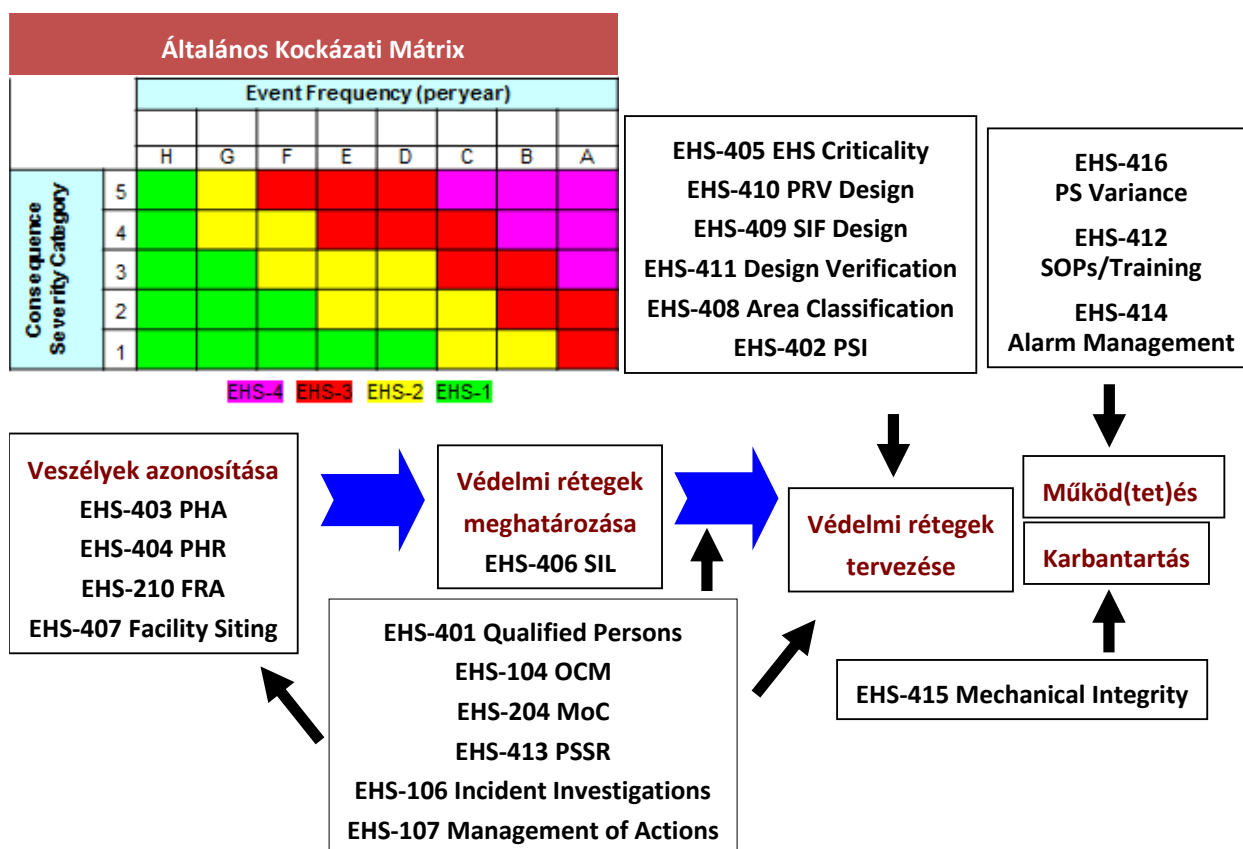 Általános Kockázati Mátrix
Event Frequency (per year)
H G F E D C B A
Consequence
Severity Category
5
4
3
2
1
EHS-4 EHS-3 EHS-2 EHS-1
EHS-405 EHS Criticality
EHS-410 PRV Design
EHS-409 SIF Design
EHS-411 Design Verification
EHS-408 Area Classification
EHS-402 PSI
EHS-416
PS Variance
EHS-412
SOPs/Training
EHS-414
Alarm Management
Veszélyek azonosítása
EHS-403 PHA
EHS-404 PHR
EHS-210 FRA
EHS-407 Facility Siting
Védelmi rétegek
meghatározása
EHS-406 SIL
Védelmi rétegek
tervezése
Működ(tet)és
Karbantartás
EHS-401 Qualified Persons
EHS-104 OCM
EHS-204 MoC
EHS-413 PSSR
EHS-106 Incident Investigations
EHS-107 Management of Actions
EHS-415 Mechanical Integrity